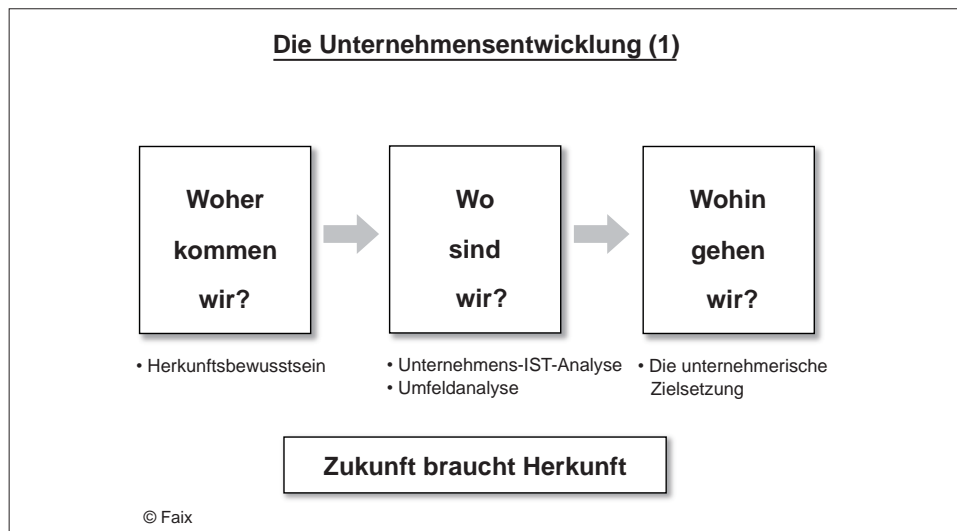 Die Unternehmensentwicklung (1)
Woher
kommen
wir?
Wo
sind
wir?
Wohin
gehen
wir?
• Herkunftsbewusstsein
• Unternehmens-IST-Analyse
• Umfeldanalyse
• Die unternehmerische
Zielsetzung
Zukunft braucht Herkunft
© Faix